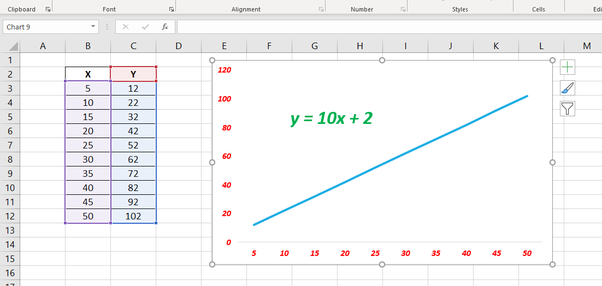 Clipboard Font Alignment Number Styles Cells Edi
Chart 9 fx
A B C D E F G H I J K L M
1
2 X Y
3 5 12
4 10 22
5 15 32
6 20 42
7 25 52
8 30 62
9 35 72
10 40 82
11 45 92
12 50 102
13
14
15
16
120
100
80
60
40
20
0
y = 10x + 2
5 10 15 20 25 30 35 40 45 50